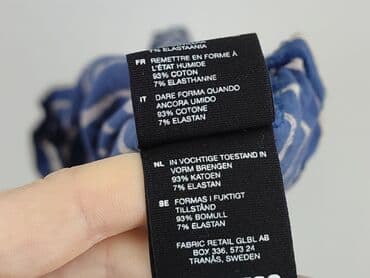 7% ELASTAANIA
FR REMETTRE EN FORME À
L'ÉTAT HUMIDE
93% COTON
7% ELASTHANNE
IT DARE FORMA QUANDO
ANCORA UMIDO
93% COTONE
7% ELASTAN
NL IN VOCHTIGE TOESTAND IN
VORM BRENGEN
93% KATOEN
7% ELASTAN
SE FORMAS I FUKTIGT
TILLSTÅND
93% BOMULL
7% ELASTAN
FABRIC RETAIL GLBL AB
BOX 336, 573 24
TRANÅS, SWEDEN